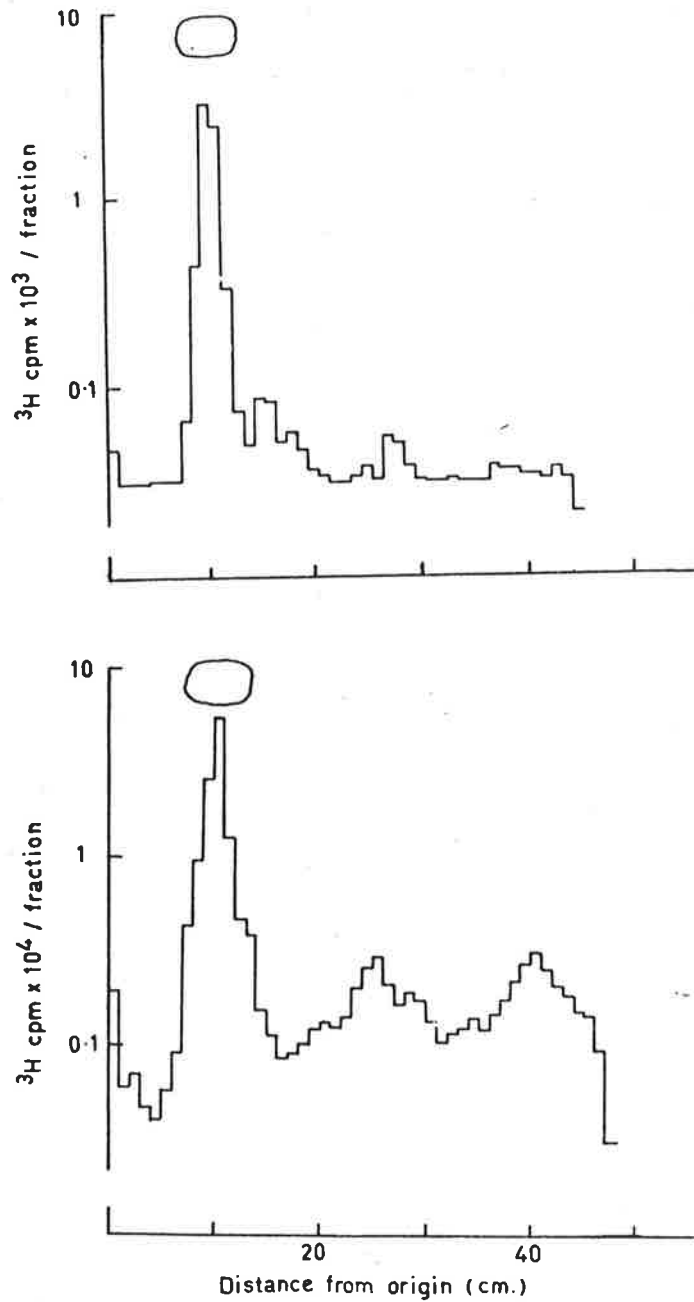 10
1
0·1
³H cpm x 10³ / fraction
10
1
0·1
³H cpm x 10⁴ / fraction
20
40
Distance from origin (cm.)